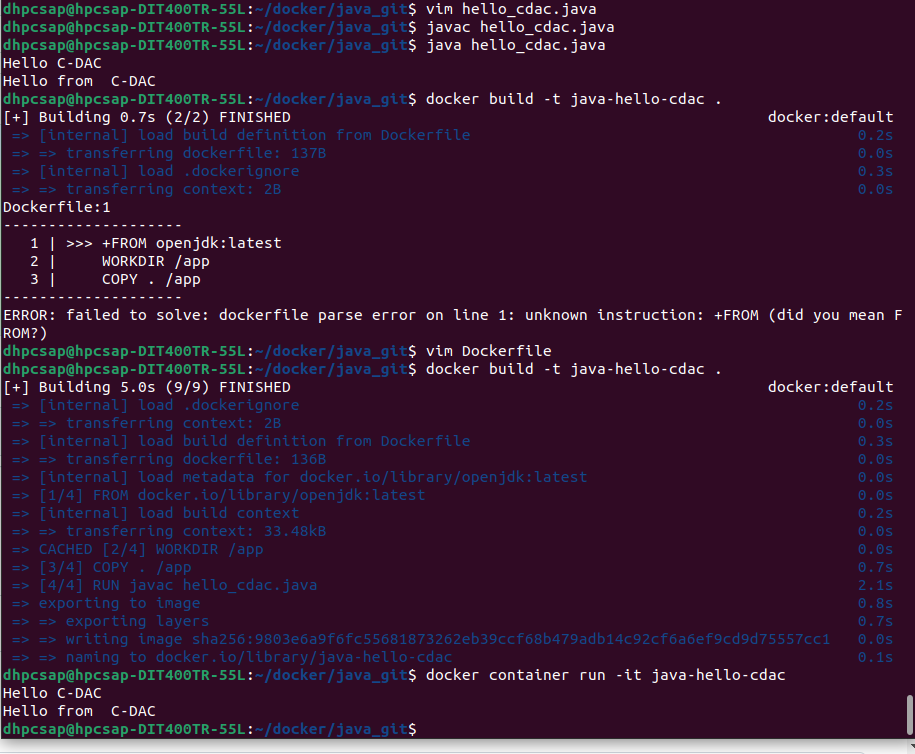 dhpcsap@hpcsap-DIT400TR-55L:~/docker/java_git$ vim hello_cdac.java
dhpcsap@hpcsap-DIT400TR-55L:~/docker/java_git$ javac hello_cdac.java
dhpcsap@hpcsap-DIT400TR-55L:~/docker/java_git$ java hello_cdac.java
Hello C-DAC
Hello from  C-DAC
dhpcsap@hpcsap-DIT400TR-55L:~/docker/java_git$ docker build -t java-hello-cdac .
[+] Building 0.7s (2/2) FINISHED docker:default
=> [internal] load build definition from Dockerfile 0.2s
=> => transferring dockerfile: 137B 0.0s
=> [internal] load .dockerignore 0.3s
=> => transferring context: 2B 0.0s
Dockerfile:1
--------------------
1 | >>> +FROM openjdk:latest
2 |     WORKDIR /app
3 |     COPY . /app
--------------------
ERROR: failed to solve: dockerfile parse error on line 1: unknown instruction: +FROM (did you mean F
ROM?)
dhpcsap@hpcsap-DIT400TR-55L:~/docker/java_git$ vim Dockerfile
dhpcsap@hpcsap-DIT400TR-55L:~/docker/java_git$ docker build -t java-hello-cdac .
[+] Building 5.0s (9/9) FINISHED docker:default
=> [internal] load .dockerignore 0.2s
=> => transferring context: 2B 0.0s
=> [internal] load build definition from Dockerfile 0.3s
=> => transferring dockerfile: 136B 0.0s
=> [internal] load metadata for docker.io/library/openjdk:latest 0.0s
=> [1/4] FROM docker.io/library/openjdk:latest 0.0s
=> [internal] load build context 0.2s
=> => transferring context: 33.48kB 0.0s
=> CACHED [2/4] WORKDIR /app 0.0s
=> [3/4] COPY . /app 0.7s
=> [4/4] RUN javac hello_cdac.java 2.1s
=> exporting to image 0.8s
=> => exporting layers 0.7s
=> => writing image sha256:9803e6a9f6fc55681873262eb39ccf68b479adb14c92cf6a6ef9cd9d75557cc1 0.0s
=> => naming to docker.io/library/java-hello-cdac 0.1s
dhpcsap@hpcsap-DIT400TR-55L:~/docker/java_git$ docker container run -it java-hello-cdac
Hello C-DAC
Hello from  C-DAC
dhpcsap@hpcsap-DIT400TR-55L:~/docker/java_git$